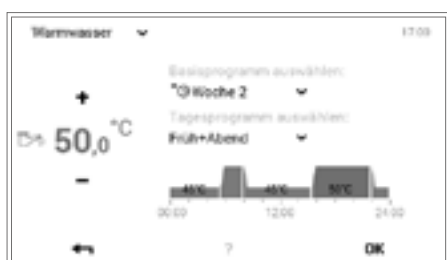 Warmwasser
17:03
Basisprogramm auswählen:
Woche 2
+
50,0 °C
Tagesprogramm auswählen:
Früh+Abend
−
45°C 45°C 50°C
00:00 12:00 24:00
? OK